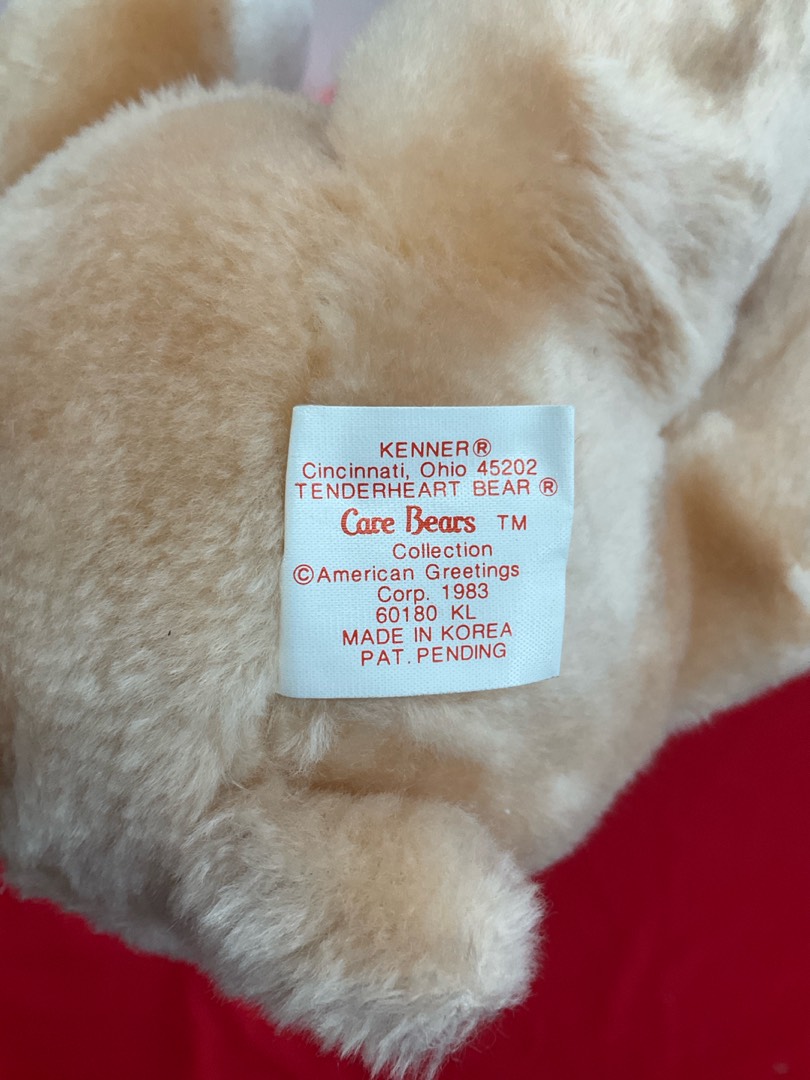 KENNER®
Cincinnati, Ohio 45202
TENDERHEART BEAR ®
Care Bears TM
Collection
©American Greetings
Corp. 1983
60180 KL
MADE IN KOREA
PAT. PENDING